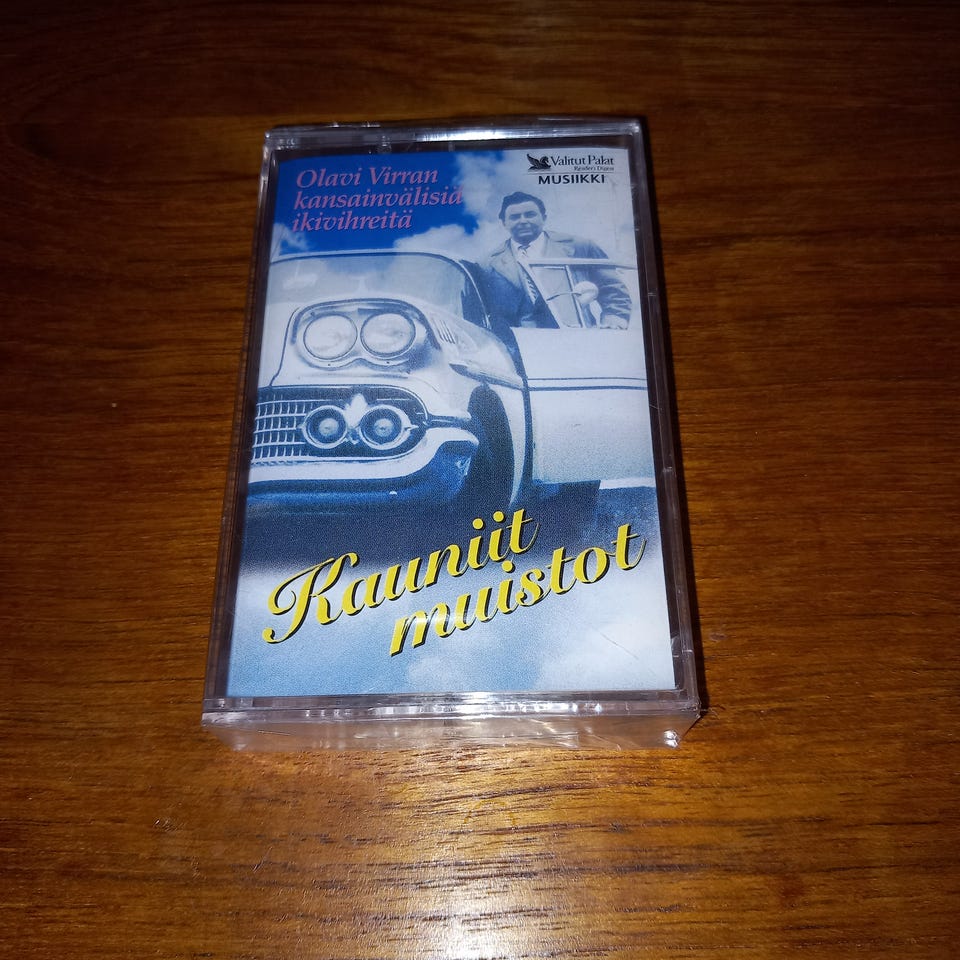 Olavi Virran
kansainvälisiä
ikivihreitä
Valitut Palat
Reader's Digest
MUSIIKKI
Kauniit
muistot